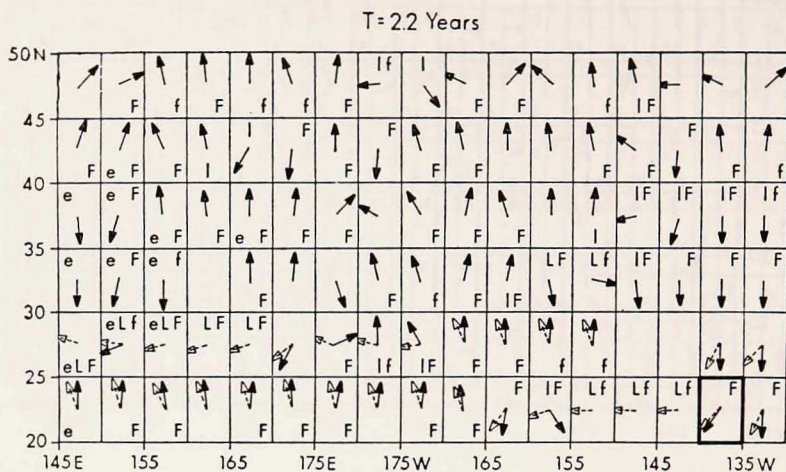 T=2.2 Years
50N
lf l
F f F f f F F F f lF
45
l F F F
F e F F l F F F F F F f
40
e e F lF lF lF lf
e F F e F F F F F F l
35
e e F e f LF Lf lF F F F
F F f F lF
30
eLf eLF LF LF
eLF F lf lF F F f f
25
F lF Lf Lf Lf F F
e F F F F F F F F F
20
145E 155 165 175E 175W 165 155 145 135W